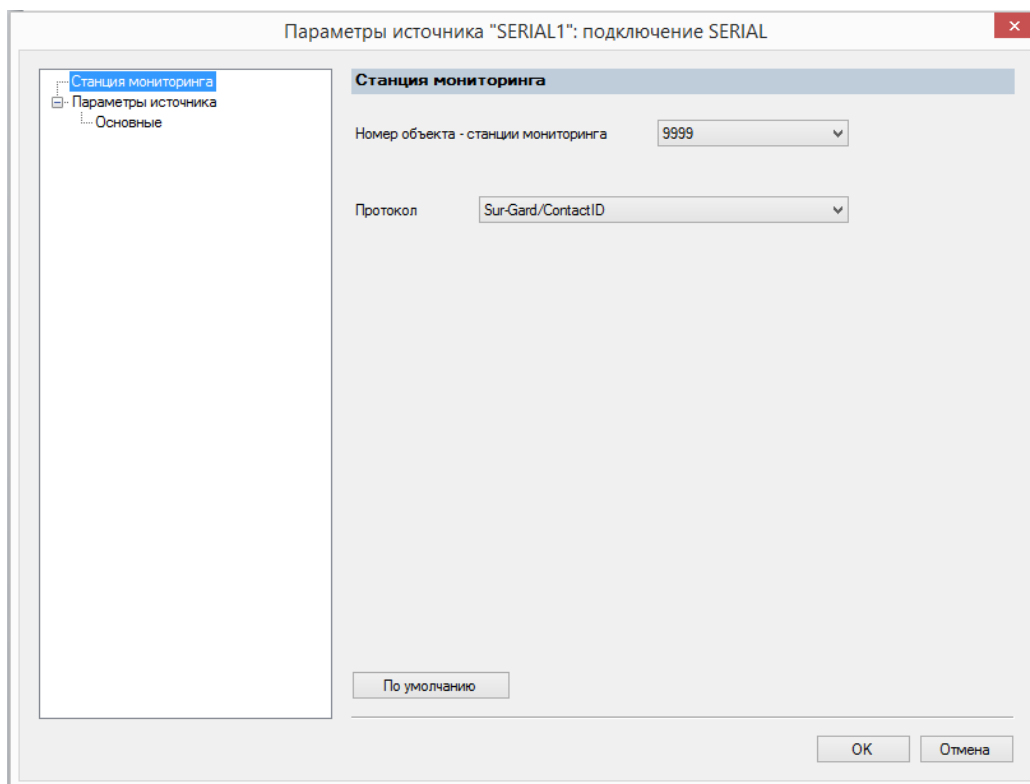 Параметры источника "SERIAL1": подключение SERIAL
Станция мониторинга
Параметры источника
Основные
Станция мониторинга
Номер объекта - станции мониторинга 9999
Протокол Sur-Gard/ContactID
По умолчанию
OK Отмена